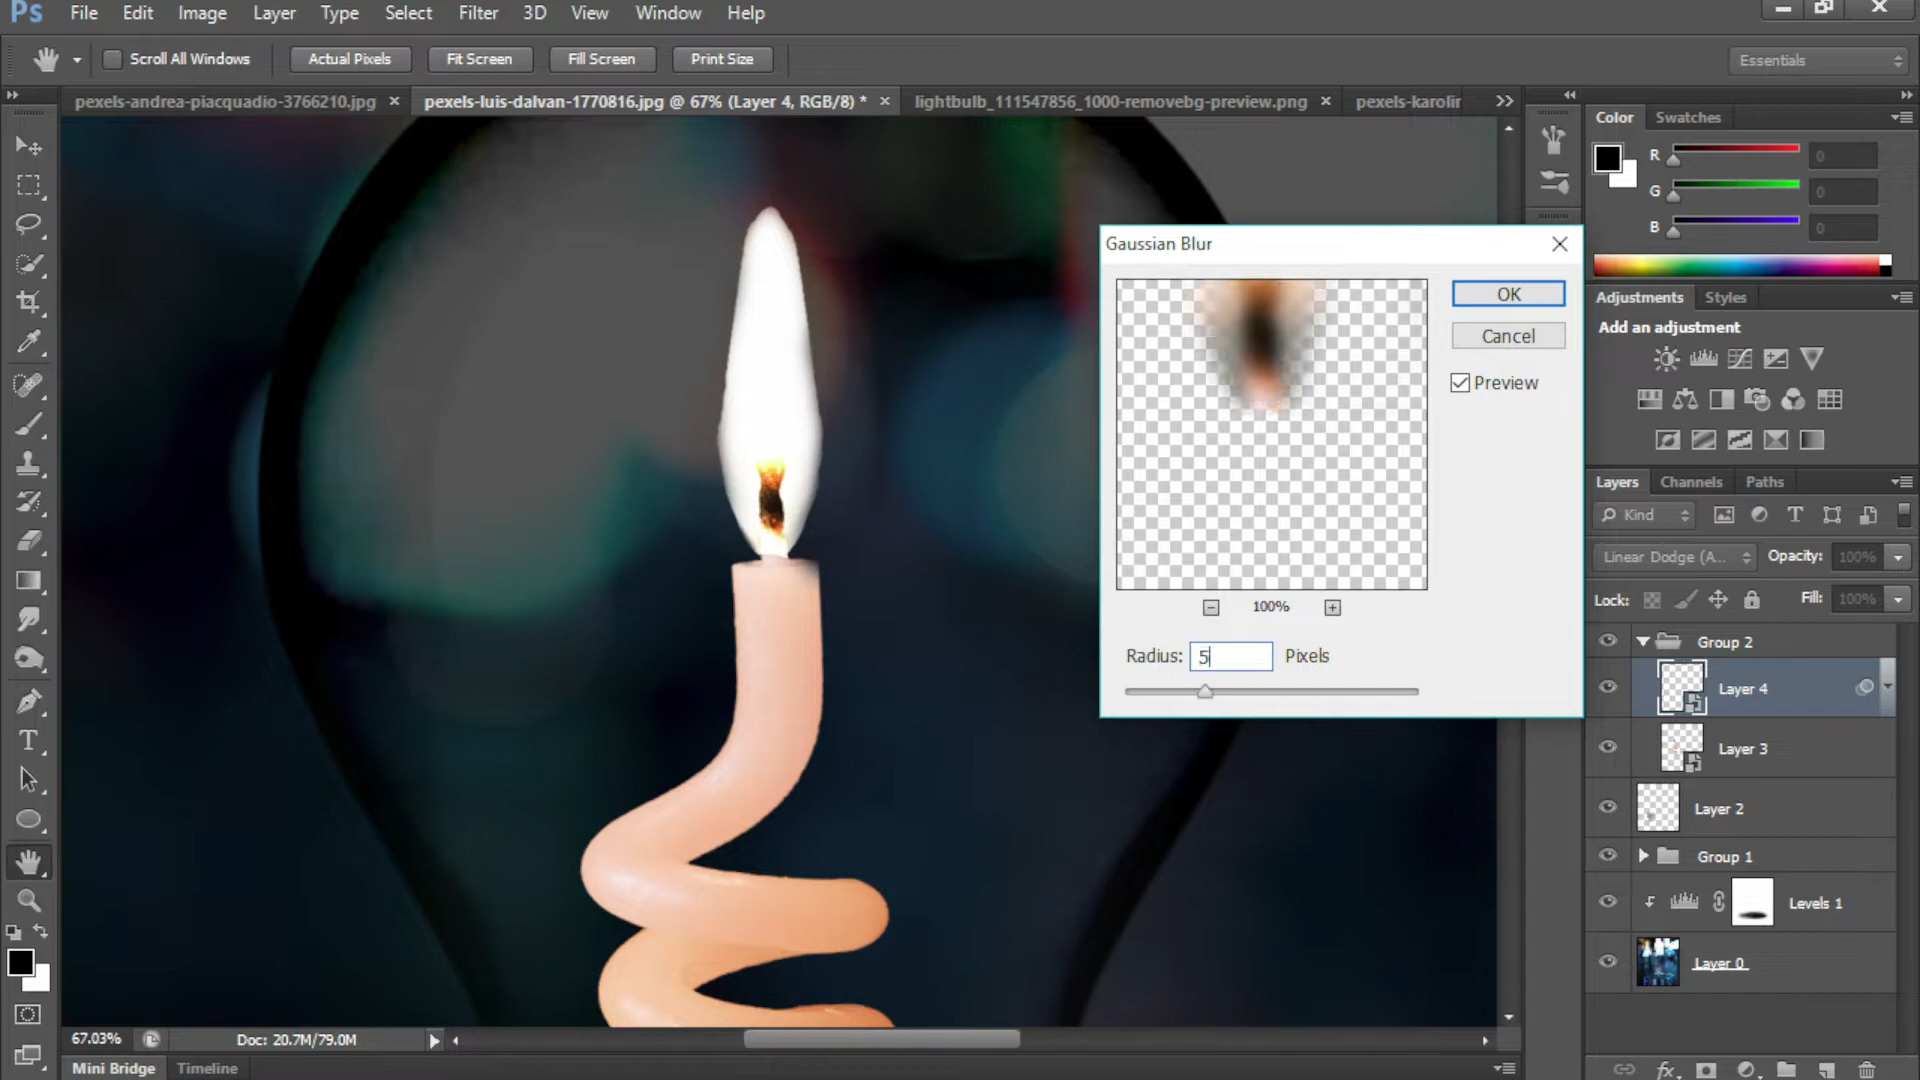 Ps File Edit Image Layer Type Select Filter 3D View Window Help
Scroll All Windows Actual Pixels Fit Screen Fill Screen Print Size Essentials
pexels-andrea-piacquadio-3766210.jpg × pexels-luis-dalvan-1770816.jpg @ 67% (Layer 4, RGB/8) * × lightbulb_111547856_1000-removebg-preview.png × pexels-karolir
Color Swatches
R 0
G 0
B 0
Gaussian Blur
OK
Cancel
Preview
100%
Radius: 5 Pixels
Adjustments Styles
Add an adjustment
Layers Channels Paths
Kind
Linear Dodge (A... Opacity: 100%
Lock: Fill: 100%
Group 2
Layer 4
Layer 3
Layer 2
Group 1
Levels 1
Layer 0
67.03% Doc: 20.7M/79.0M
Mini Bridge Timeline
T
fx